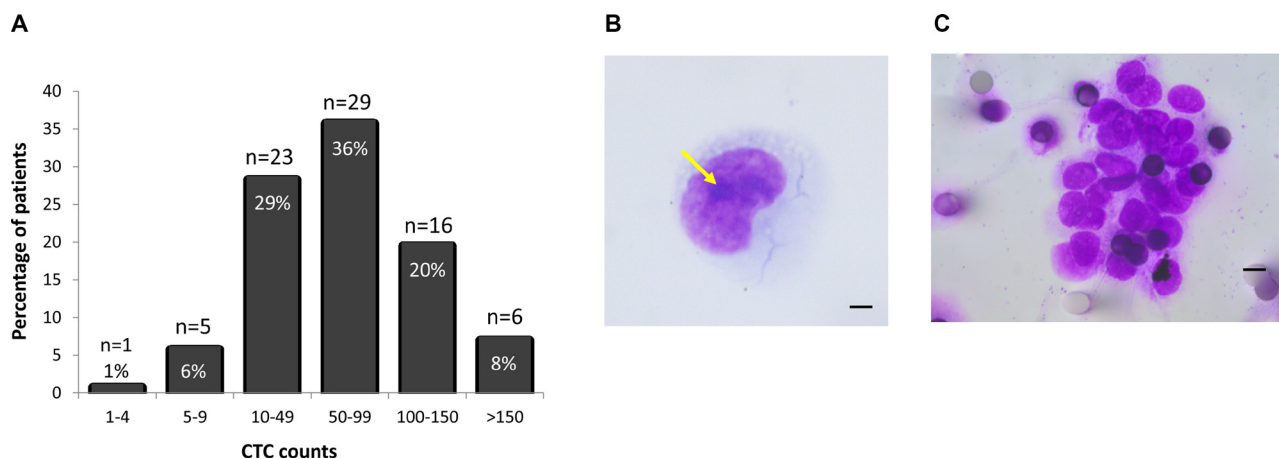 A
B
C
Percentage of patients
40
35
30
25
20
15
10
5
0
n=1
1%
n=5
6%
n=23
29%
n=29
36%
n=16
20%
n=6
8%
1-4
5-9
10-49
50-99
100-150
>150
CTC counts